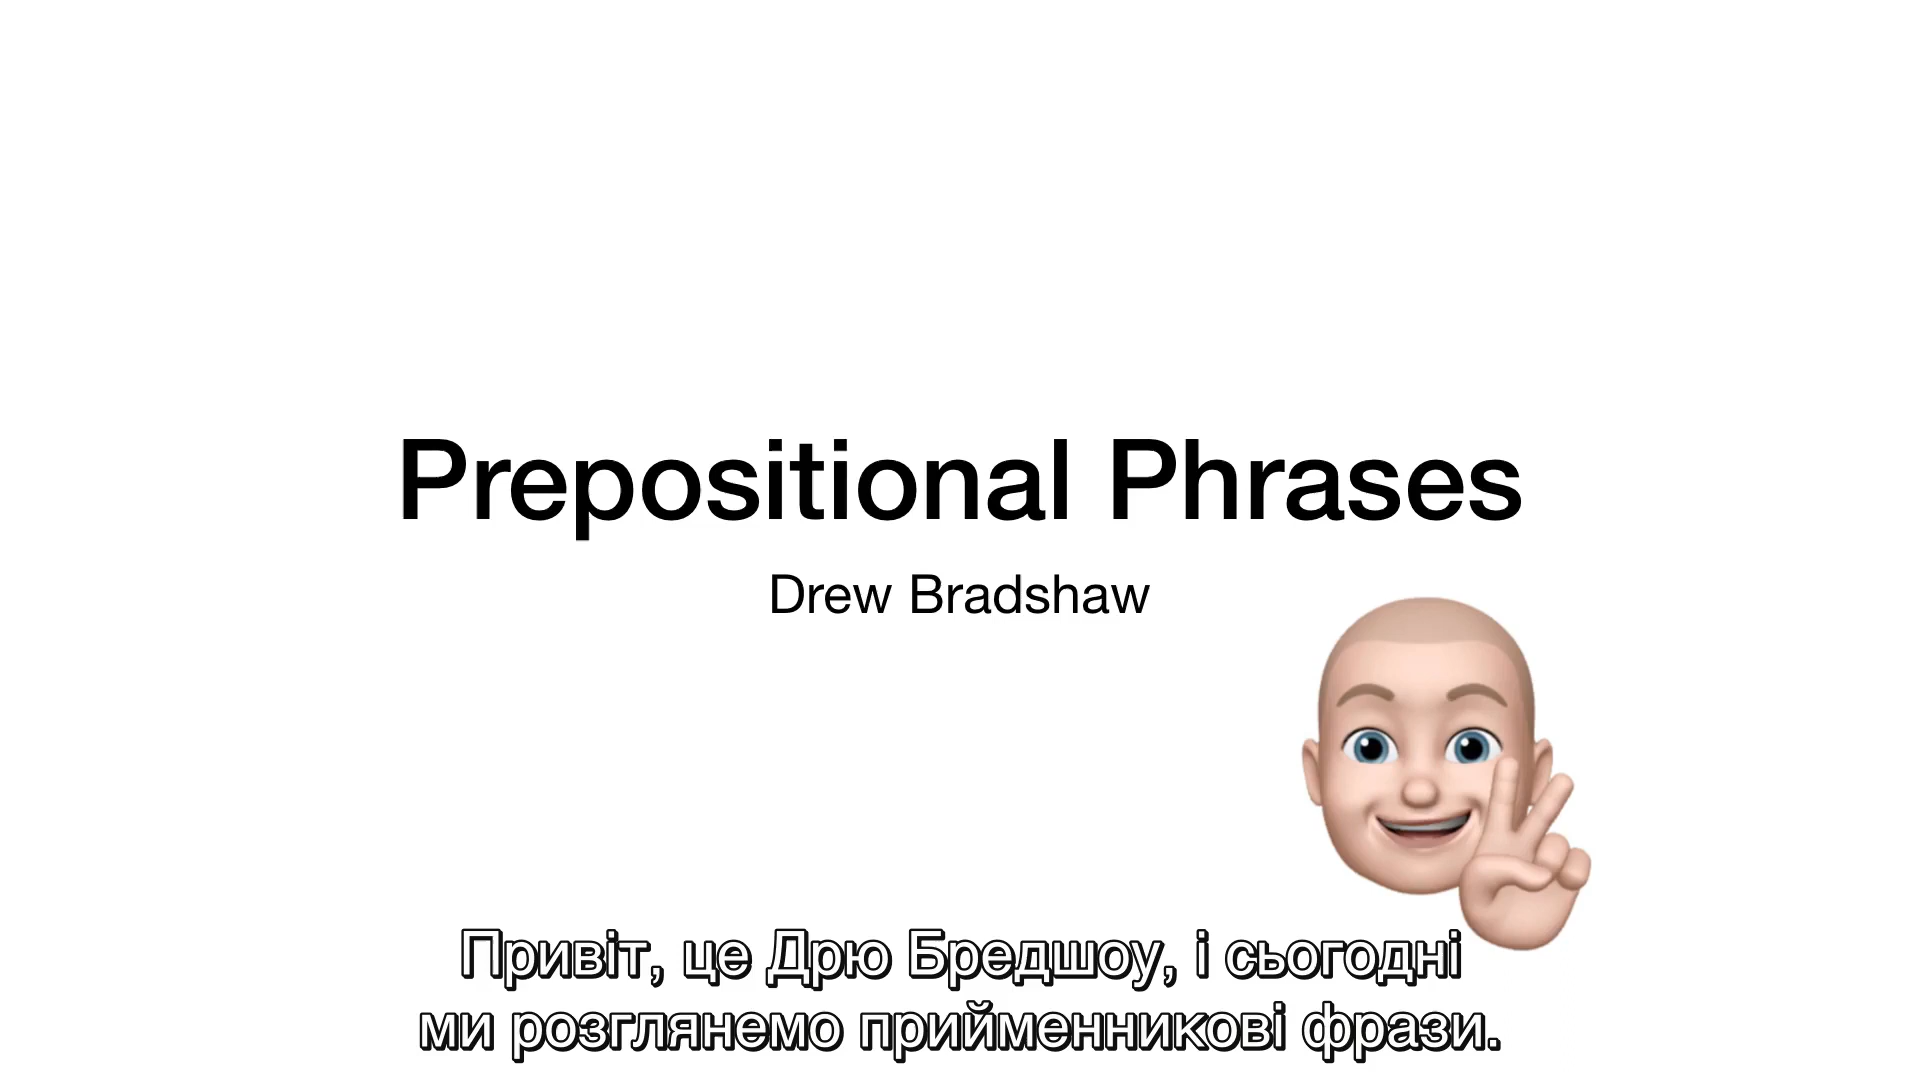 Prepositional Phrases
Drew Bradshaw
Привіт, це Дрю Бредшоу, і сьогодні
ми розглянемо прийменникові фрази.